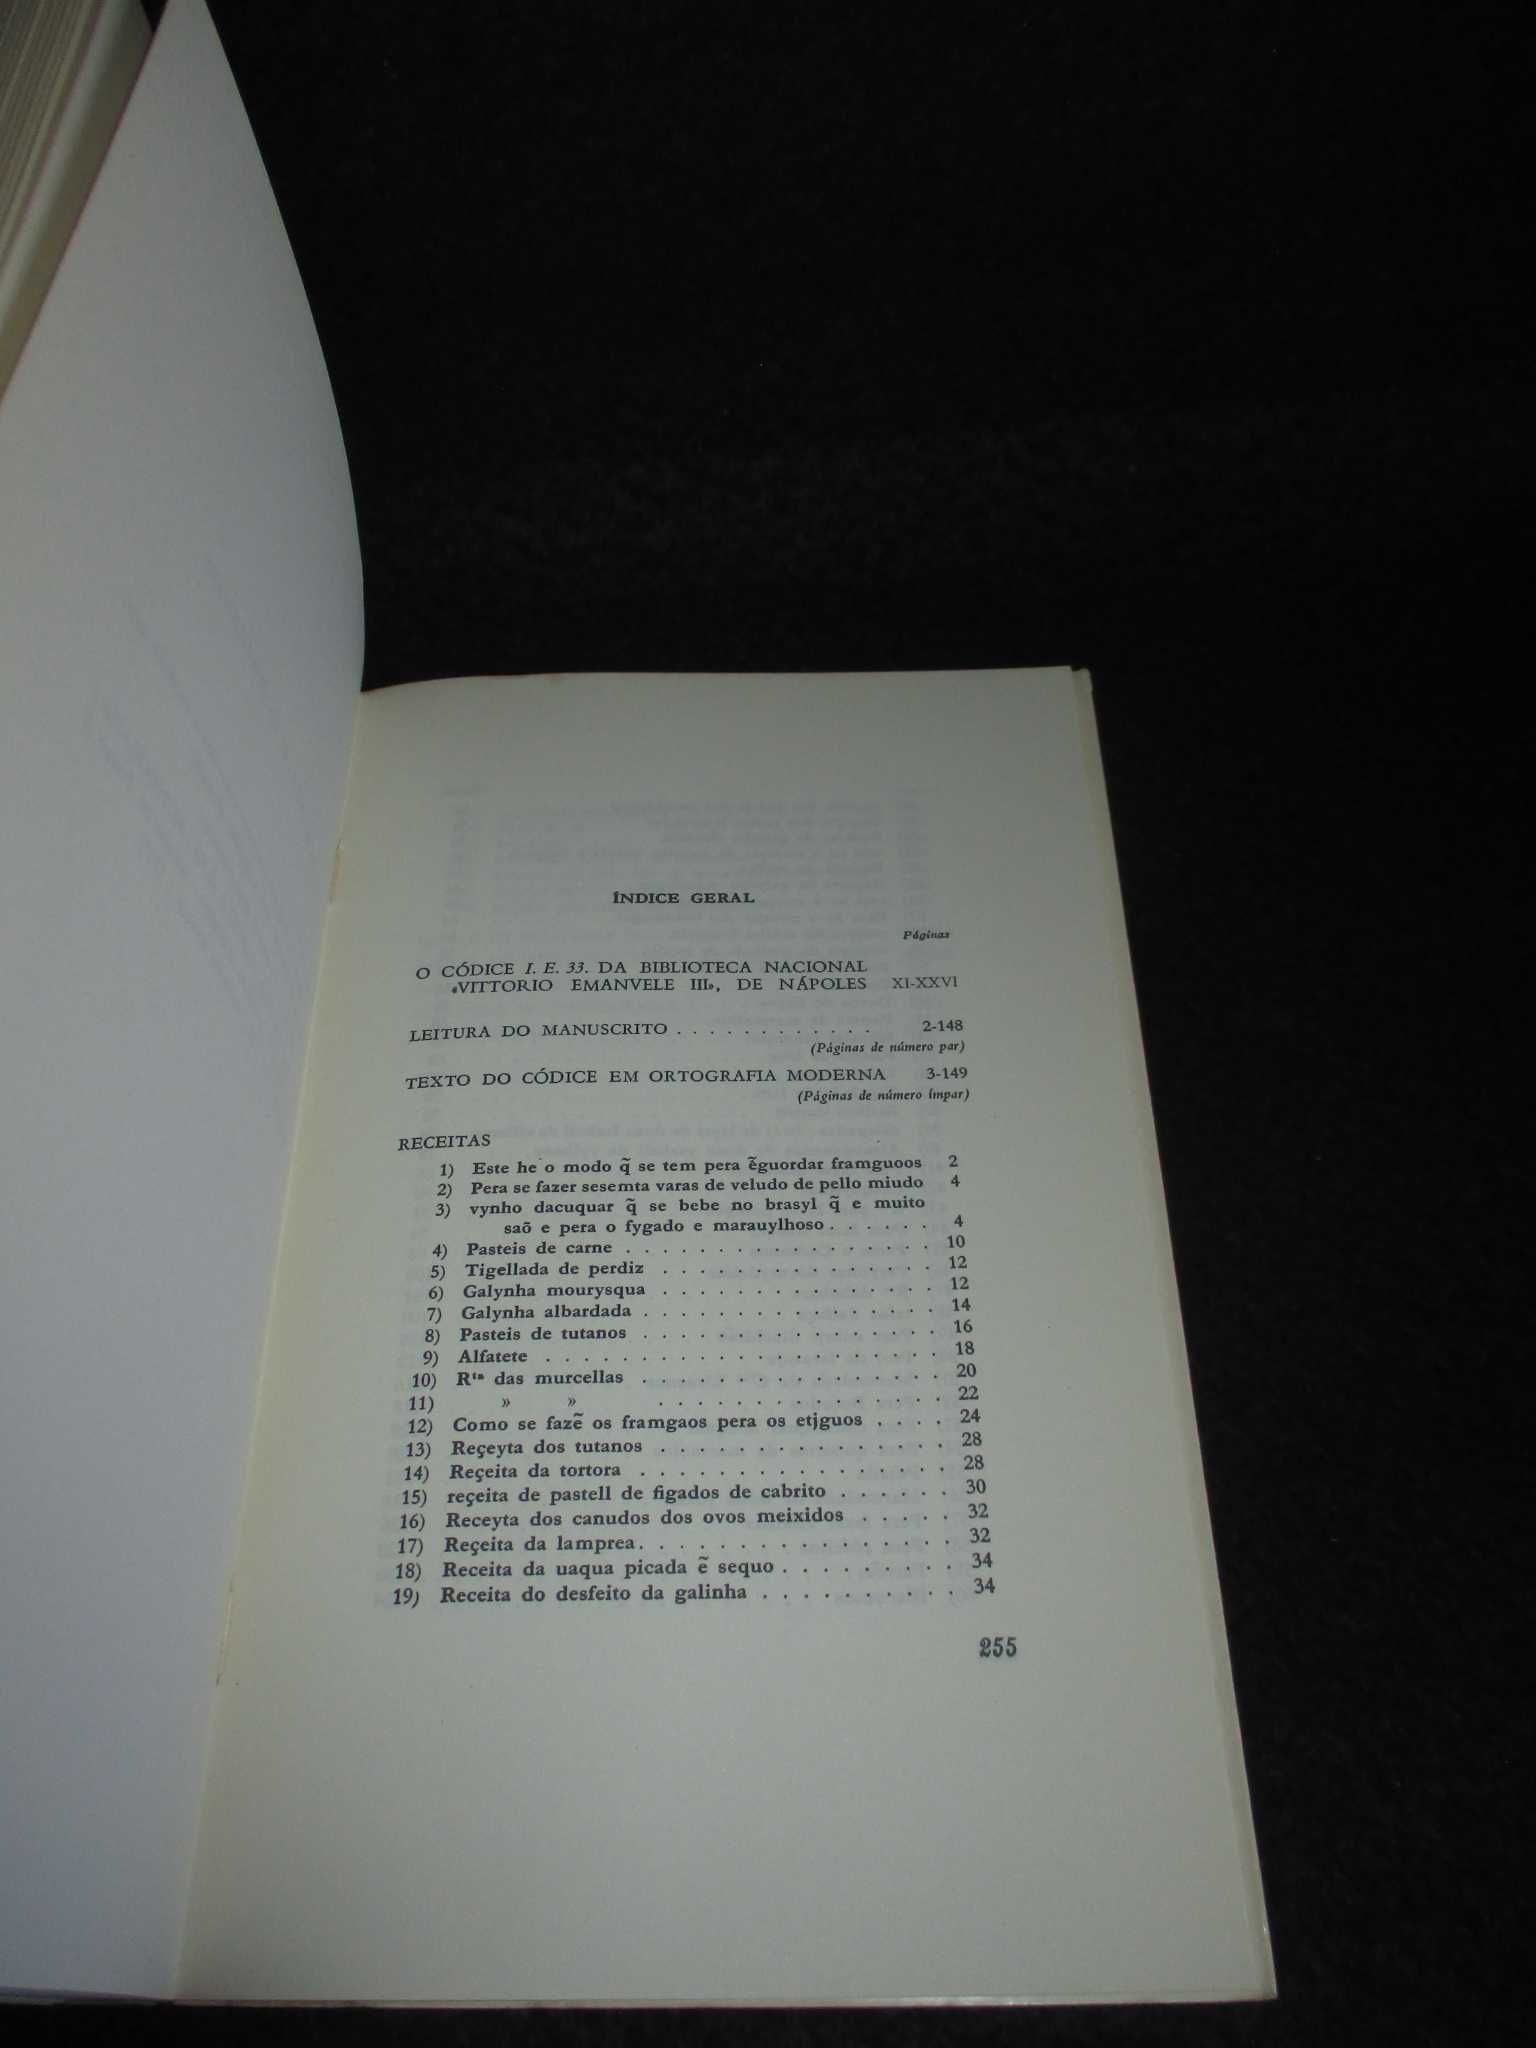 ÍNDICE GERAL
Páginas
O CÓDICE I. E. 33. DA BIBLIOTECA NACIONAL
«VITTORIO EMANVELE III», DE NÁPOLES XI-XXVI
LEITURA DO MANUSCRITO . . . . . . . . . . . . 2-148
(Páginas de número par)
TEXTO DO CÓDICE EM ORTOGRAFIA MODERNA 3-149
(Páginas de número ímpar)
RECEITAS
1) Este he o modo q̃ se tem pera ẽguordar framguoos 2
2) Pera se fazer sesemta varas de veludo de pello miudo 4
3) vynho dacuquar q̃ se bebe no brasyl q̃ e muito
saõ e pera o fygado e marauylhoso . . . . . . 4
4) Pasteis de carne . . . . . . . . . . . . . . . . . 10
5) Tigellada de perdiz . . . . . . . . . . . . . . . 12
6) Galynha mourysqua . . . . . . . . . . . . . . . 12
7) Galynha albardada . . . . . . . . . . . . . . . . 14
8) Pasteis de tutanos . . . . . . . . . . . . . . . . 16
9) Alfatete . . . . . . . . . . . . . . . . . . . . . 18
10) Rᵗᵃ das murcellas . . . . . . . . . . . . . . . . 20
11) » » . . . . . . . . . . . . . . . 22
12) Como se fazẽ os framgaos pera os etjguos . . . . 24
13) Reçeyta dos tutanos . . . . . . . . . . . . . . . 28
14) Reçeita da tortora . . . . . . . . . . . . . . . . 28
15) reçeita de pastell de figados de cabrito . . . . . . 30
16) Receyta dos canudos dos ovos meixidos . . . . . 32
17) Reçeita da lamprea . . . . . . . . . . . . . . . . 32
18) Receita da uaqua picada ẽ sequo . . . . . . . . . 34
19) Receita do desfeito da galinha . . . . . . . . . . 34
255